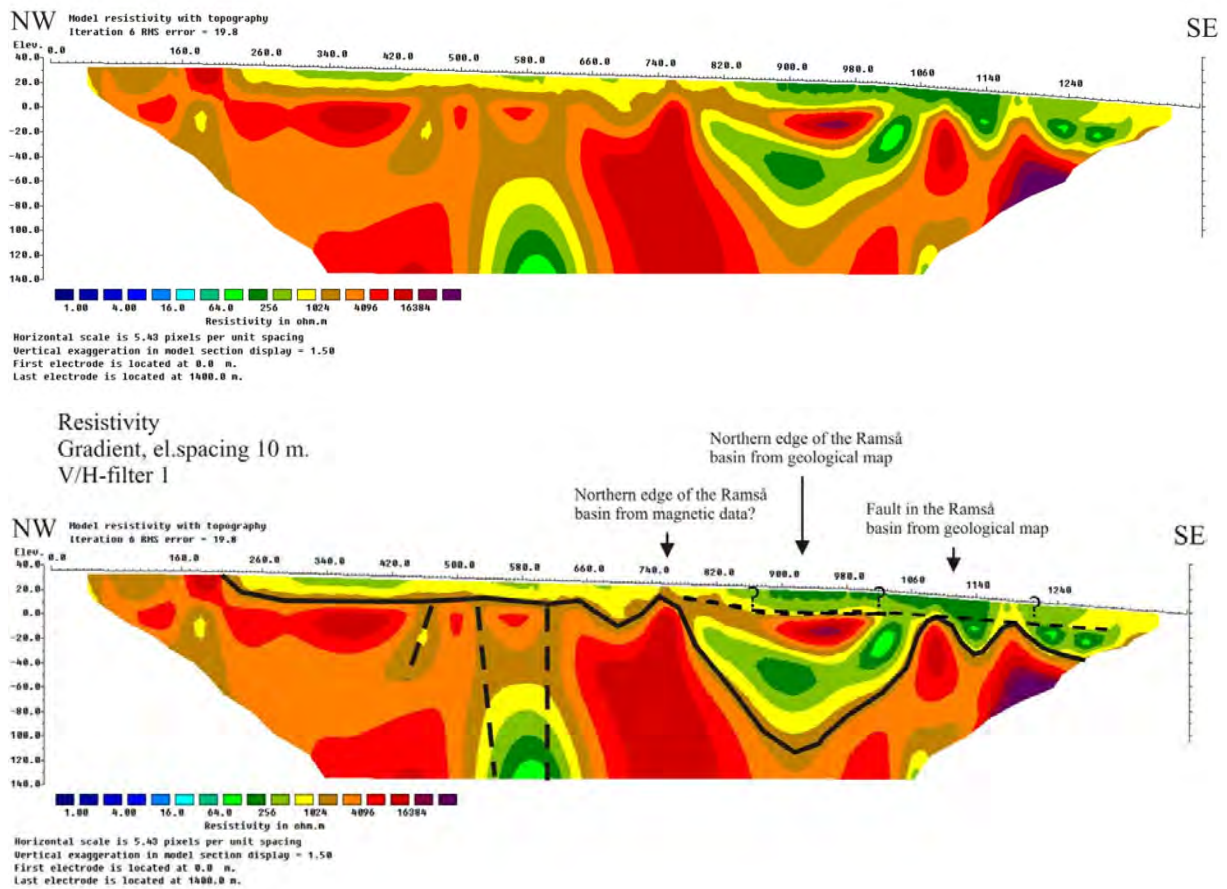 NW
Model resistivity with topography
Iteration 6 RMS error = 19.8
SE
Elev.
0.0 160.0 260.0 340.0 420.0 500.0 580.0 660.0 740.0 820.0 900.0 980.0 1060 1140 1240
40.0
20.0
0.0
-20.0
-40.0
-60.0
-80.0
100.0
120.0
140.0
1.00 4.00 16.0 64.0 256 1024 4096 16384
Resistivity in ohm.m
Horizontal scale is 5.43 pixels per unit spacing
Vertical exaggeration in model section display = 1.50
First electrode is located at 0.0 m.
Last electrode is located at 1400.0 m.
Resistivity
Gradient, el.spacing 10 m.
V/H-filter 1
Northern edge of the Ramså
basin from geological map
Northern edge of the Ramså
basin from magnetic data?
Fault in the Ramså
basin from geological map
NW
Model resistivity with topography
Iteration 6 RMS error = 19.8
SE
Elev.
0.0 160.0 260.0 340.0 420.0 500.0 580.0 660.0 740.0 820.0 900.0 980.0 1060 1140 1240
40.0
20.0
0.0
-20.0
-40.0
-60.0
-80.0
100.0
120.0
140.0
? ? ?
1.00 4.00 16.0 64.0 256 1024 4096 16384
Resistivity in ohm.m
Horizontal scale is 5.43 pixels per unit spacing
Vertical exaggeration in model section display = 1.50
First electrode is located at 0.0 m.
Last electrode is located at 1400.0 m.